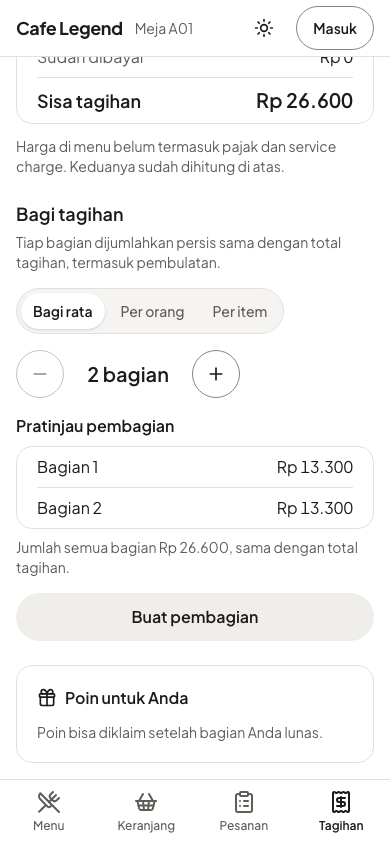 Cafe Legend Meja A01 Masuk
Sudah dibayar Rp 0
Sisa tagihan Rp 26.600
Harga di menu belum termasuk pajak dan service
charge. Keduanya sudah dihitung di atas.
Bagi tagihan
Tiap bagian dijumlahkan persis sama dengan total
tagihan, termasuk pembulatan.
Bagi rata Per orang Per item
2 bagian
Pratinjau pembagian
Bagian 1 Rp 13.300
Bagian 2 Rp 13.300
Jumlah semua bagian Rp 26.600, sama dengan total
tagihan.
Buat pembagian
Poin untuk Anda
Poin bisa diklaim setelah bagian Anda lunas.
Menu Keranjang Pesanan Tagihan